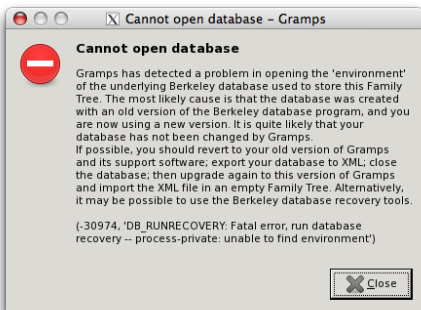 Cannot open database – Gramps
Cannot open database
Gramps has detected a problem in opening the 'environment'
of the underlying Berkeley database used to store this Family
Tree. The most likely cause is that the database was created
with an old version of the Berkeley database program, and you
are now using a new version. It is quite likely that your
database has not been changed by Gramps.
If possible, you should revert to your old version of Gramps
and its support software; export your database to XML; close
the database; then upgrade again to this version of Gramps
and import the XML file in an empty Family Tree. Alternatively,
it may be possible to use the Berkeley database recovery tools.
(-30974, 'DB_RUNRECOVERY: Fatal error, run database
recovery -- process-private: unable to find environment')
Close